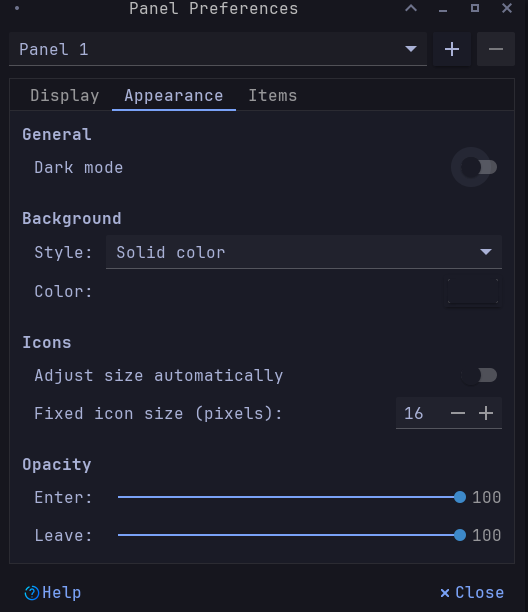 Panel Preferences
Panel 1
Display Appearance Items
General
Dark mode
Background
Style: Solid color
Color:
Icons
Adjust size automatically
Fixed icon size (pixels): 16
Opacity
Enter: 100
Leave: 100
Help Close